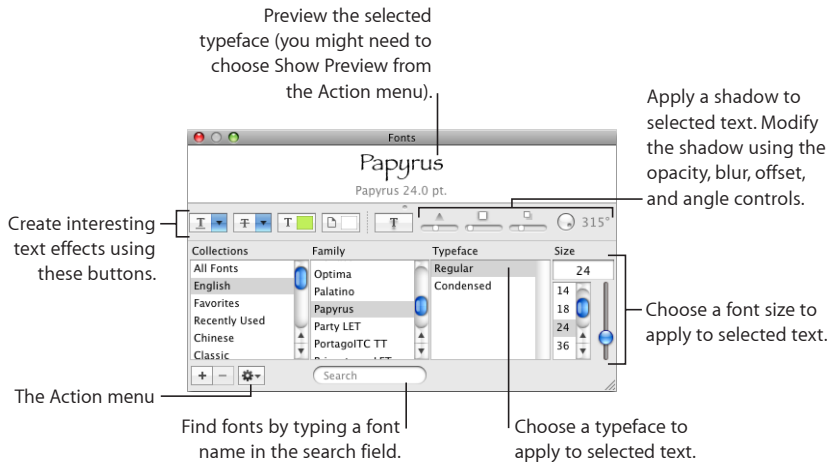 Preview the selected
typeface (you might need to
choose Show Preview from
the Action menu).
Apply a shadow to
selected text. Modify
the shadow using the
opacity, blur, offset,
and angle controls.
Fonts
Papyrus
Papyrus 24.0 pt.
Create interesting
text effects using
these buttons.
T T T T 315°
Collections Family Typeface Size
All Fonts
English
Favorites
Recently Used
Chinese
Classic
Optima
Palatino
Papyrus
Party LET
PortagoITC TT
Regular
Condensed
24
14
18
24
36
Choose a font size to
apply to selected text.
The Action menu
Search
Find fonts by typing a font
name in the search field.
Choose a typeface to
apply to selected text.